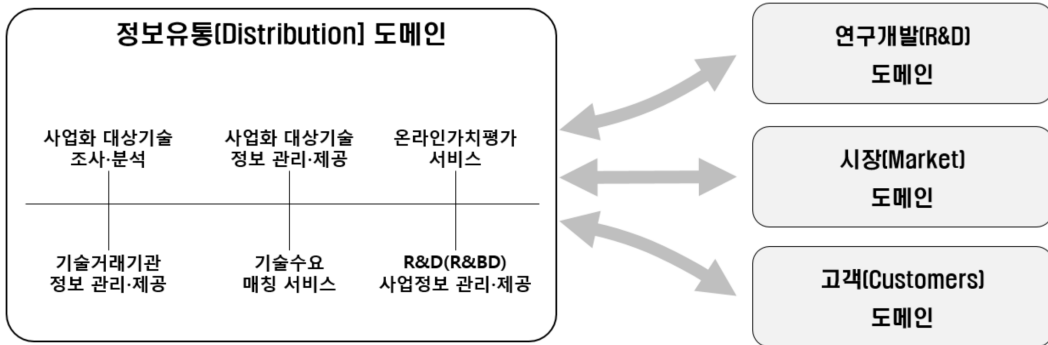 정보유통(Distribution] 도메인
사업화 대상기술
조사·분석
사업화 대상기술
정보 관리·제공
온라인가치평가
서비스
기술거래기관
정보 관리·제공
기술수요
매칭 서비스
R&D(R&BD)
사업정보 관리·제공
연구개발(R&D)
도메인
시장(Market)
도메인
고객(Customers)
도메인